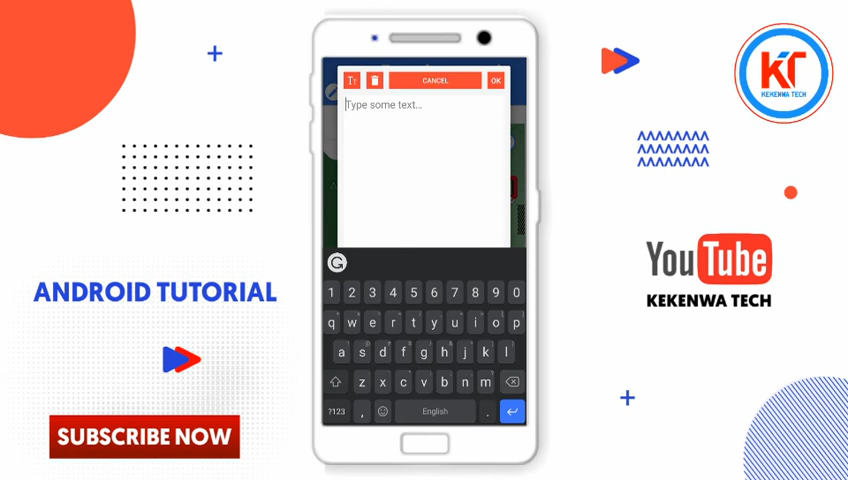 KT
KEKENWA TECH
Tт
CANCEL
OK
Type some text...
G
1 2 3 4 5 6 7 8 9 0
q w e r t y u i o p
a s d f g h j k l
z x c v b n m
?123 , English .
ANDROID TUTORIAL
SUBSCRIBE NOW
YouTube
KEKENWA TECH